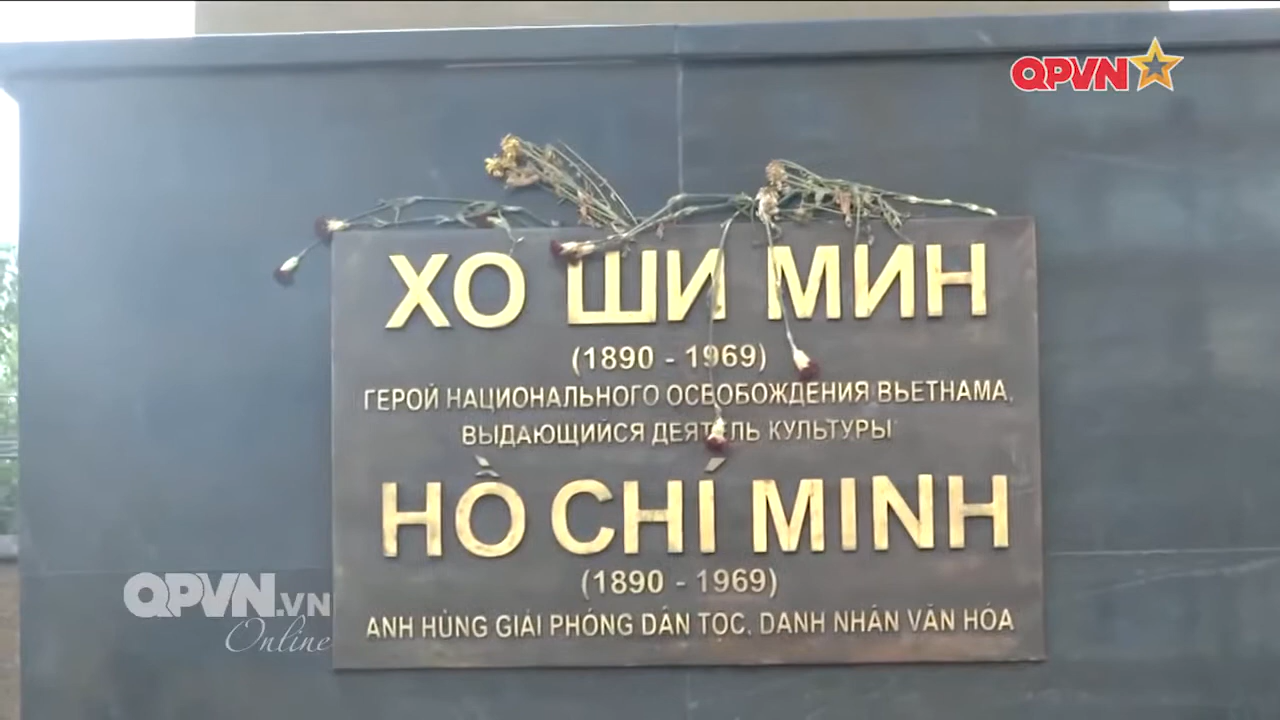 QPVN
ХО ШИ МИН
(1890 - 1969)
ГЕРОЙ НАЦИОНАЛЬНОГО ОСВОБОЖДЕНИЯ ВЬЕТНАМА,
ВЫДАЮЩИЙСЯ ДЕЯТЕЛЬ КУЛЬТУРЫ
HỒ CHÍ MINH
(1890 - 1969)
ANH HÙNG GIẢI PHÓNG DÂN TỘC, DANH NHÂN VĂN HÓA
QPVN.VN
Online